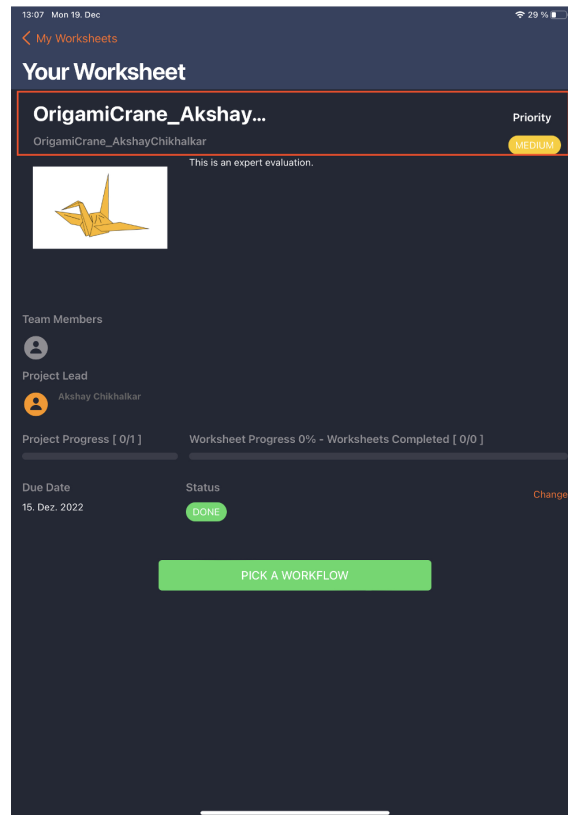 13:07 Mon 19. Dec 29 %
My Worksheets
Your Worksheet
OrigamiCrane_Akshay...
Priority
OrigamiCrane_AkshayChikhalkar
MEDIUM
This is an expert evaluation.
Team Members
Project Lead
Akshay Chikhalkar
Project Progress [ 0/1 ] Worksheet Progress 0% - Worksheets Completed [ 0/0 ]
Due Date Status
Change
15. Dez. 2022 DONE
PICK A WORKFLOW